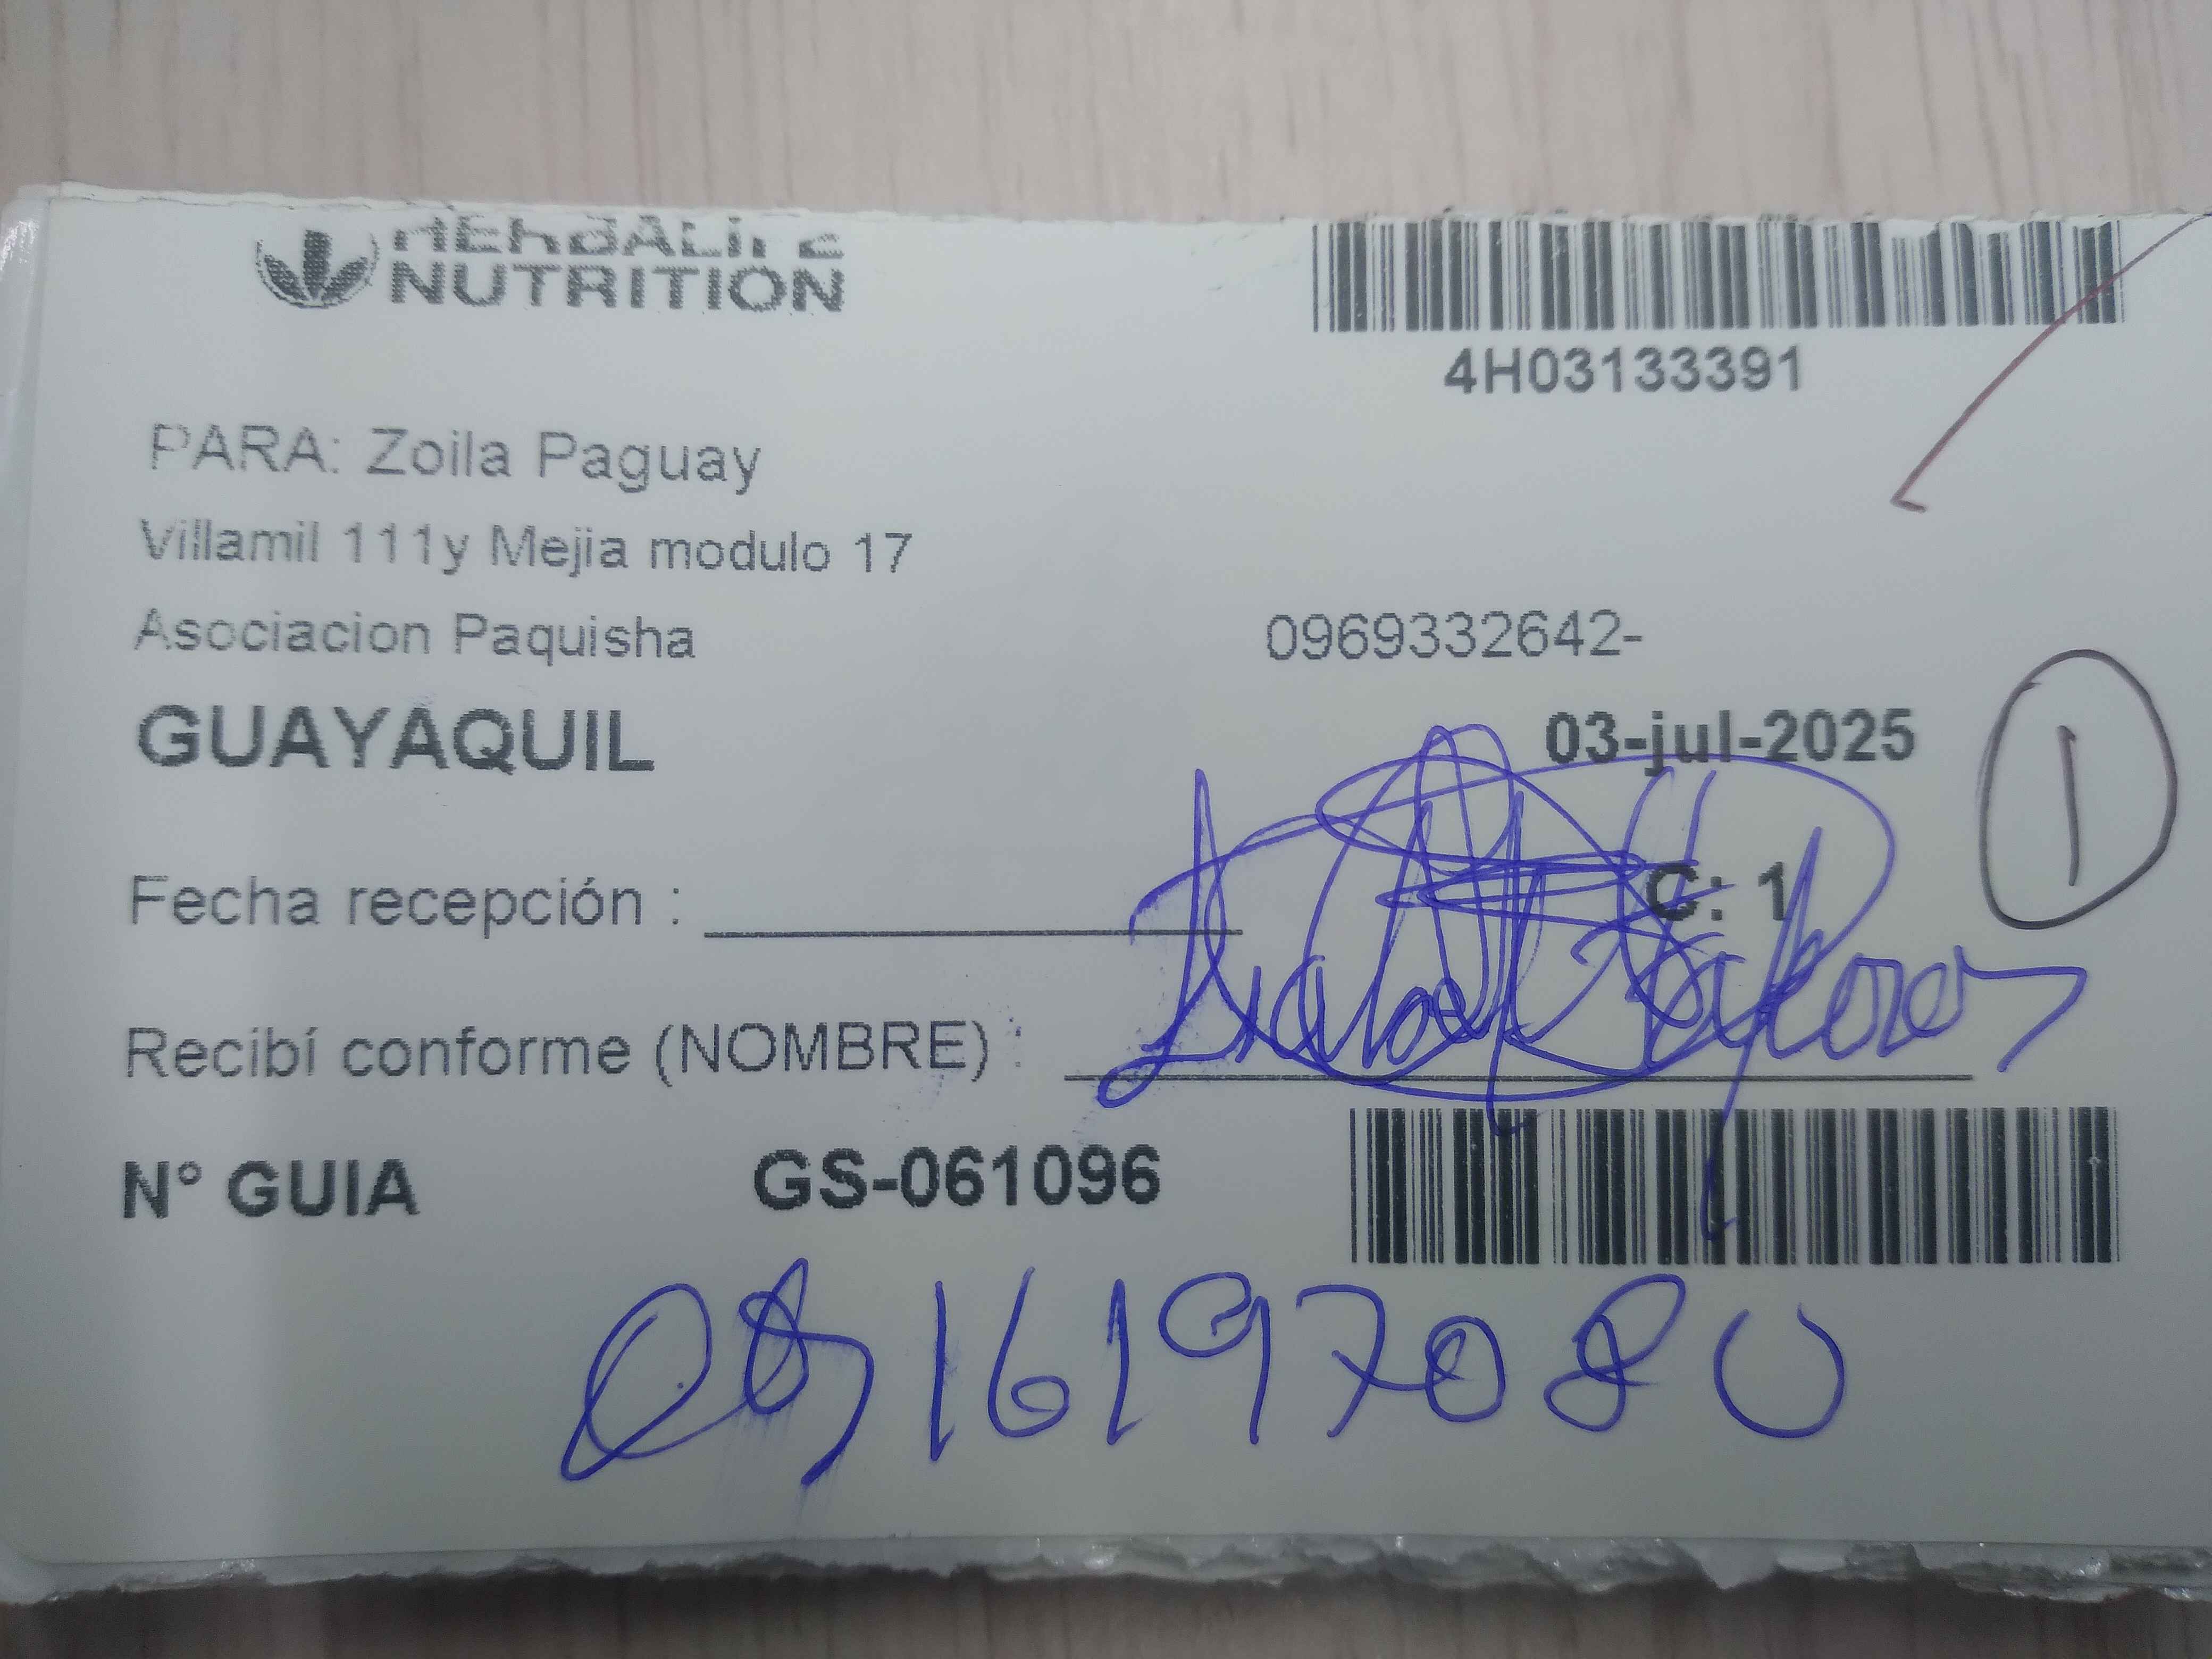 HERBALIFE
NUTRITION
4H03133391
PARA: Zoila Paguay
Villamil 111y Mejia modulo 17
Asociacion Paquisha
0969332642-
GUAYAQUIL
03-jul-2025
1
Fecha recepción :
C: 1
Recibí conforme (NOMBRE) :
N° GUIA
GS-061096